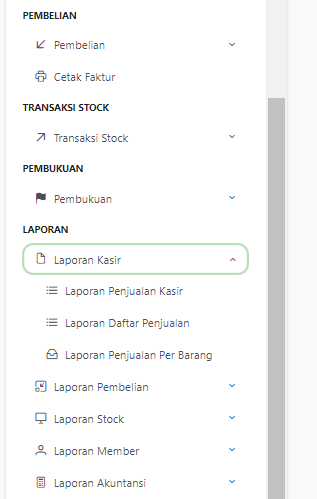 PEMBELIAN
Pembelian
Cetak Faktur
TRANSAKSI STOCK
Transaksi Stock
PEMBUKUAN
Pembukuan
LAPORAN
Laporan Kasir
Laporan Penjualan Kasir
Laporan Daftar Penjualan
Laporan Penjualan Per Barang
Laporan Pembelian
Laporan Stock
Laporan Member
Laporan Akuntansi